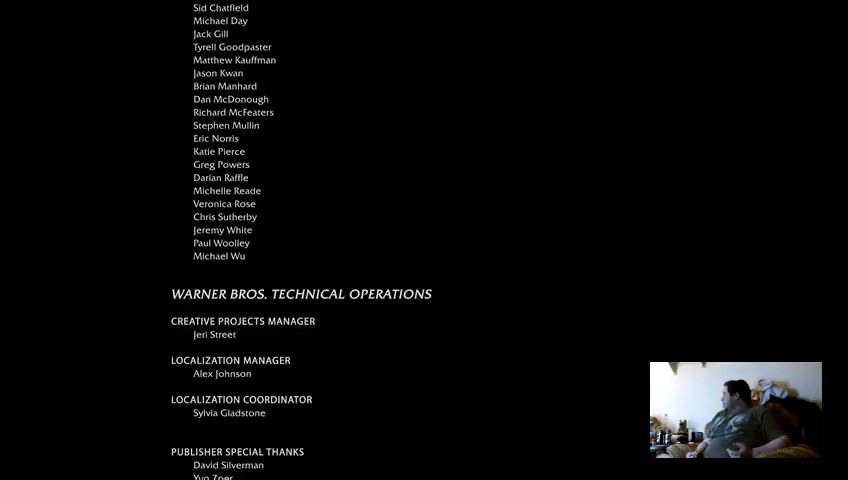 Sid Chatfield
Michael Day
Jack Gill
Tyrell Goodpaster
Matthew Kauffman
Jason Kwan
Brian Manhard
Dan McDonough
Richard McFeaters
Stephen Mullin
Eric Norris
Katie Pierce
Greg Powers
Darian Raffle
Michelle Reade
Veronica Rose
Chris Sutherby
Jeremy White
Paul Woolley
Michael Wu
WARNER BROS. TECHNICAL OPERATIONS
CREATIVE PROJECTS MANAGER
Jeri Street
LOCALIZATION MANAGER
Alex Johnson
LOCALIZATION COORDINATOR
Sylvia Gladstone
PUBLISHER SPECIAL THANKS
David Silverman